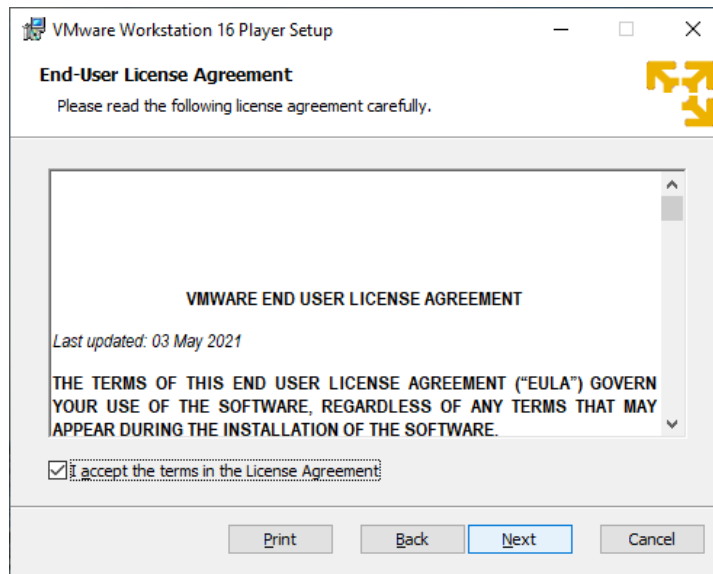 VMware Workstation 16 Player Setup
End-User License Agreement
Please read the following license agreement carefully.
VMWARE END USER LICENSE AGREEMENT
Last updated: 03 May 2021
THE TERMS OF THIS END USER LICENSE AGREEMENT (“EULA”) GOVERN
YOUR USE OF THE SOFTWARE, REGARDLESS OF ANY TERMS THAT MAY
APPEAR DURING THE INSTALLATION OF THE SOFTWARE.
I accept the terms in the License Agreement
Print Back Next Cancel